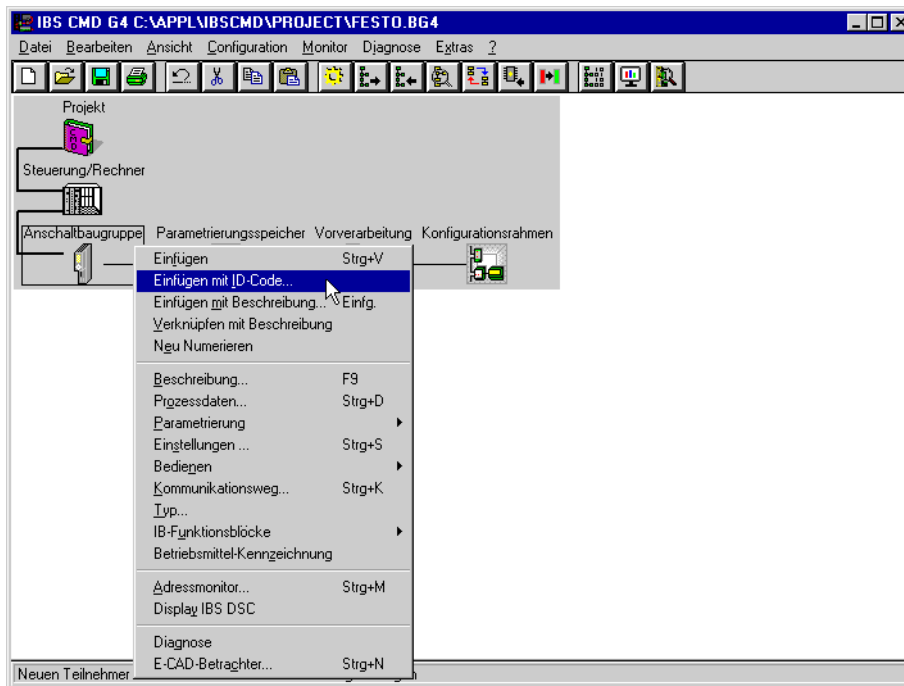 IBS CMD G4 C:\APPL\IBSCMD\PROJECT\FESTO.BG4
Datei Bearbeiten Ansicht Configuration Monitor Diagnose Extras ?
Projekt
CMD
Steuerung/Rechner
Anschaltbaugruppe Parametrierungsspeicher Vorverarbeitung Konfigurationsrahmen
Einfügen Strg+V
Einfügen mit ID-Code...
Einfügen mit Beschreibung... Einfg.
Verknüpfen mit Beschreibung
Neu Numerieren
Beschreibung... F9
Prozessdaten... Strg+D
Parametrierung
Einstellungen ... Strg+S
Bedienen
Kommunikationsweg... Strg+K
Typ...
IB-Funktionsblöcke
Betriebsmittel-Kennzeichnung
Adressmonitor... Strg+M
Display IBS DSC
Diagnose
E-CAD-Betrachter... Strg+N
Neuen Teilnehmer